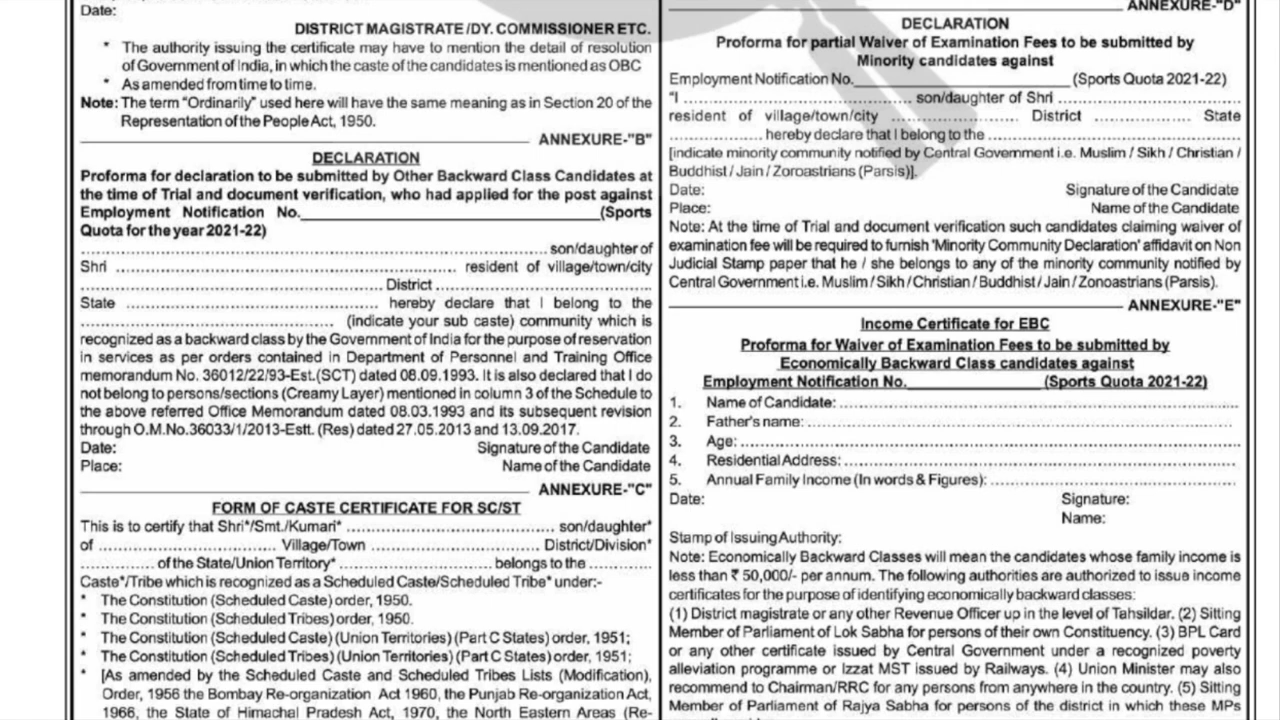 Date:
DISTRICT MAGISTRATE /DY. COMMISSIONER ETC.
* The authority issuing the certificate may have to mention the detail of resolution
of Government of India, in which the caste of the candidates is mentioned as OBC
* As amended from time to time.
Note: The term "Ordinarily" used here will have the same meaning as in Section 20 of the
Representation of the People Act, 1950.
ANNEXURE-"B"
DECLARATION
Proforma for declaration to be submitted by Other Backward Class Candidates at
the time of Trial and document verification, who had applied for the post against
Employment Notification No.____________________(Sports
Quota for the year 2021-22)
.................... son/daughter of
Shri .................... resident of village/town/city
.................... District ....................
State .................... hereby declare that I belong to the
.................... (indicate your sub caste) community which is
recognized as a backward class by the Government of India for the purpose of reservation
in services as per orders contained in Department of Personnel and Training Office
memorandum No. 36012/22/93-Est.(SCT) dated 08.09.1993. It is also declared that I do
not belong to persons/sections (Creamy Layer) mentioned in column 3 of the Schedule to
the above referred Office Memorandum dated 08.03.1993 and its subsequent revision
through O.M.No.36033/1/2013-Estt. (Res) dated 27.05.2013 and 13.09.2017.
Date: Signature of the Candidate
Place: Name of the Candidate
ANNEXURE-"C"
FORM OF CASTE CERTIFICATE FOR SC/ST
This is to certify that Shri*/Smt./Kumari* .................... son/daughter*
of .................... Village/Town .................... District/Division*
............ of the State/Union Territory* .................... belongs to the ............
Caste*/Tribe which is recognized as a Scheduled Caste/Scheduled Tribe* under:-
* The Constitution (Scheduled Caste) order, 1950.
* The Constitution (Scheduled Tribes) order, 1950.
* The Constitution (Scheduled Caste) (Union Territories) (Part C States) order, 1951;
* The Constitution (Scheduled Tribes) (Union Territories) (Part C States) order, 1951;
* [As amended by the Scheduled Caste and Scheduled Tribes Lists (Modification),
Order, 1956 the Bombay Re-organization Act 1960, the Punjab Re-organization Act,
1966, the State of Himachal Pradesh Act, 1970, the North Eastern Areas (Re-
ANNEXURE-"D"
DECLARATION
Proforma for partial Waiver of Examination Fees to be submitted by
Minority candidates against
Employment Notification No.____________________ (Sports Quota 2021-22)
"I .................... son/daughter of Shri ....................
resident of village/town/city .................... District .................... State
.................... hereby declare that I belong to the ....................
[indicate minority community notified by Central Government i.e. Muslim / Sikh / Christian /
Buddhist / Jain / Zoroastrians (Parsis)].
Date: Signature of the Candidate
Place: Name of the Candidate
Note: At the time of Trial and document verification such candidates claiming waiver of
examination fee will be required to furnish 'Minority Community Declaration' affidavit on Non
Judicial Stamp paper that he / she belongs to any of the minority community notified by
Central Government i.e. Muslim / Sikh / Christian / Buddhist / Jain / Zonoastrians (Parsis).
ANNEXURE-"E"
Income Certificate for EBC
Proforma for Waiver of Examination Fees to be submitted by
Economically Backward Class candidates against
Employment Notification No.____________________ (Sports Quota 2021-22)
1. Name of Candidate: ....................
2. Father's name: ....................
3. Age: ....................
4. Residential Address: ....................
5. Annual Family Income (In words & Figures): ....................
Date: Signature:
Name:
Stamp of Issuing Authority:
Note: Economically Backward Classes will mean the candidates whose family income is
less than ₹ 50,000/- per annum. The following authorities are authorized to issue income
certificates for the purpose of identifying economically backward classes:
(1) District magistrate or any other Revenue Officer up in the level of Tahsildar. (2) Sitting
Member of Parliament of Lok Sabha for persons of their own Constituency. (3) BPL Card
or any other certificate issued by Central Government under a recognized poverty
alleviation programme or Izzat MST issued by Railways. (4) Union Minister may also
recommend to Chairman/RRC for any persons from anywhere in the country. (5) Sitting
Member of Parliament of Rajya Sabha for persons of the district in which these MPs